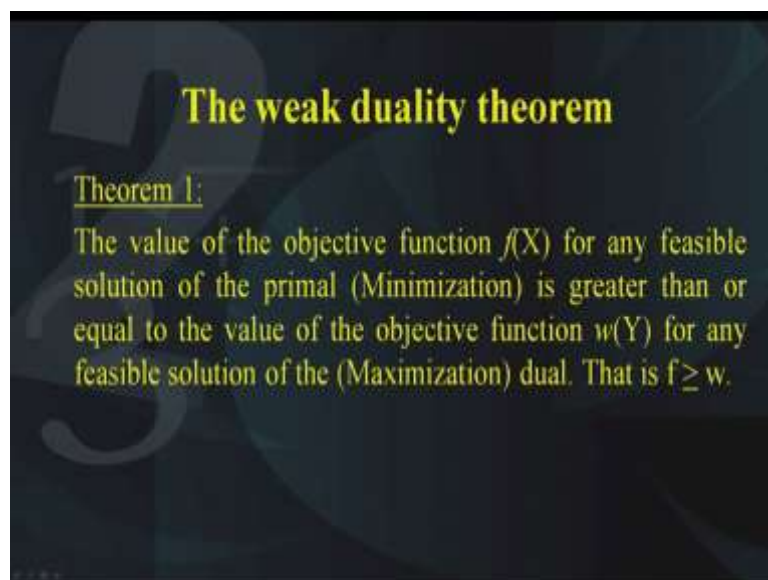 The weak duality theorem
Theorem 1:
The value of the objective function f(X) for any feasible
solution of the primal (Minimization) is greater than or
equal to the value of the objective function w(Y) for any
feasible solution of the (Maximization) dual. That is f ≥ w.